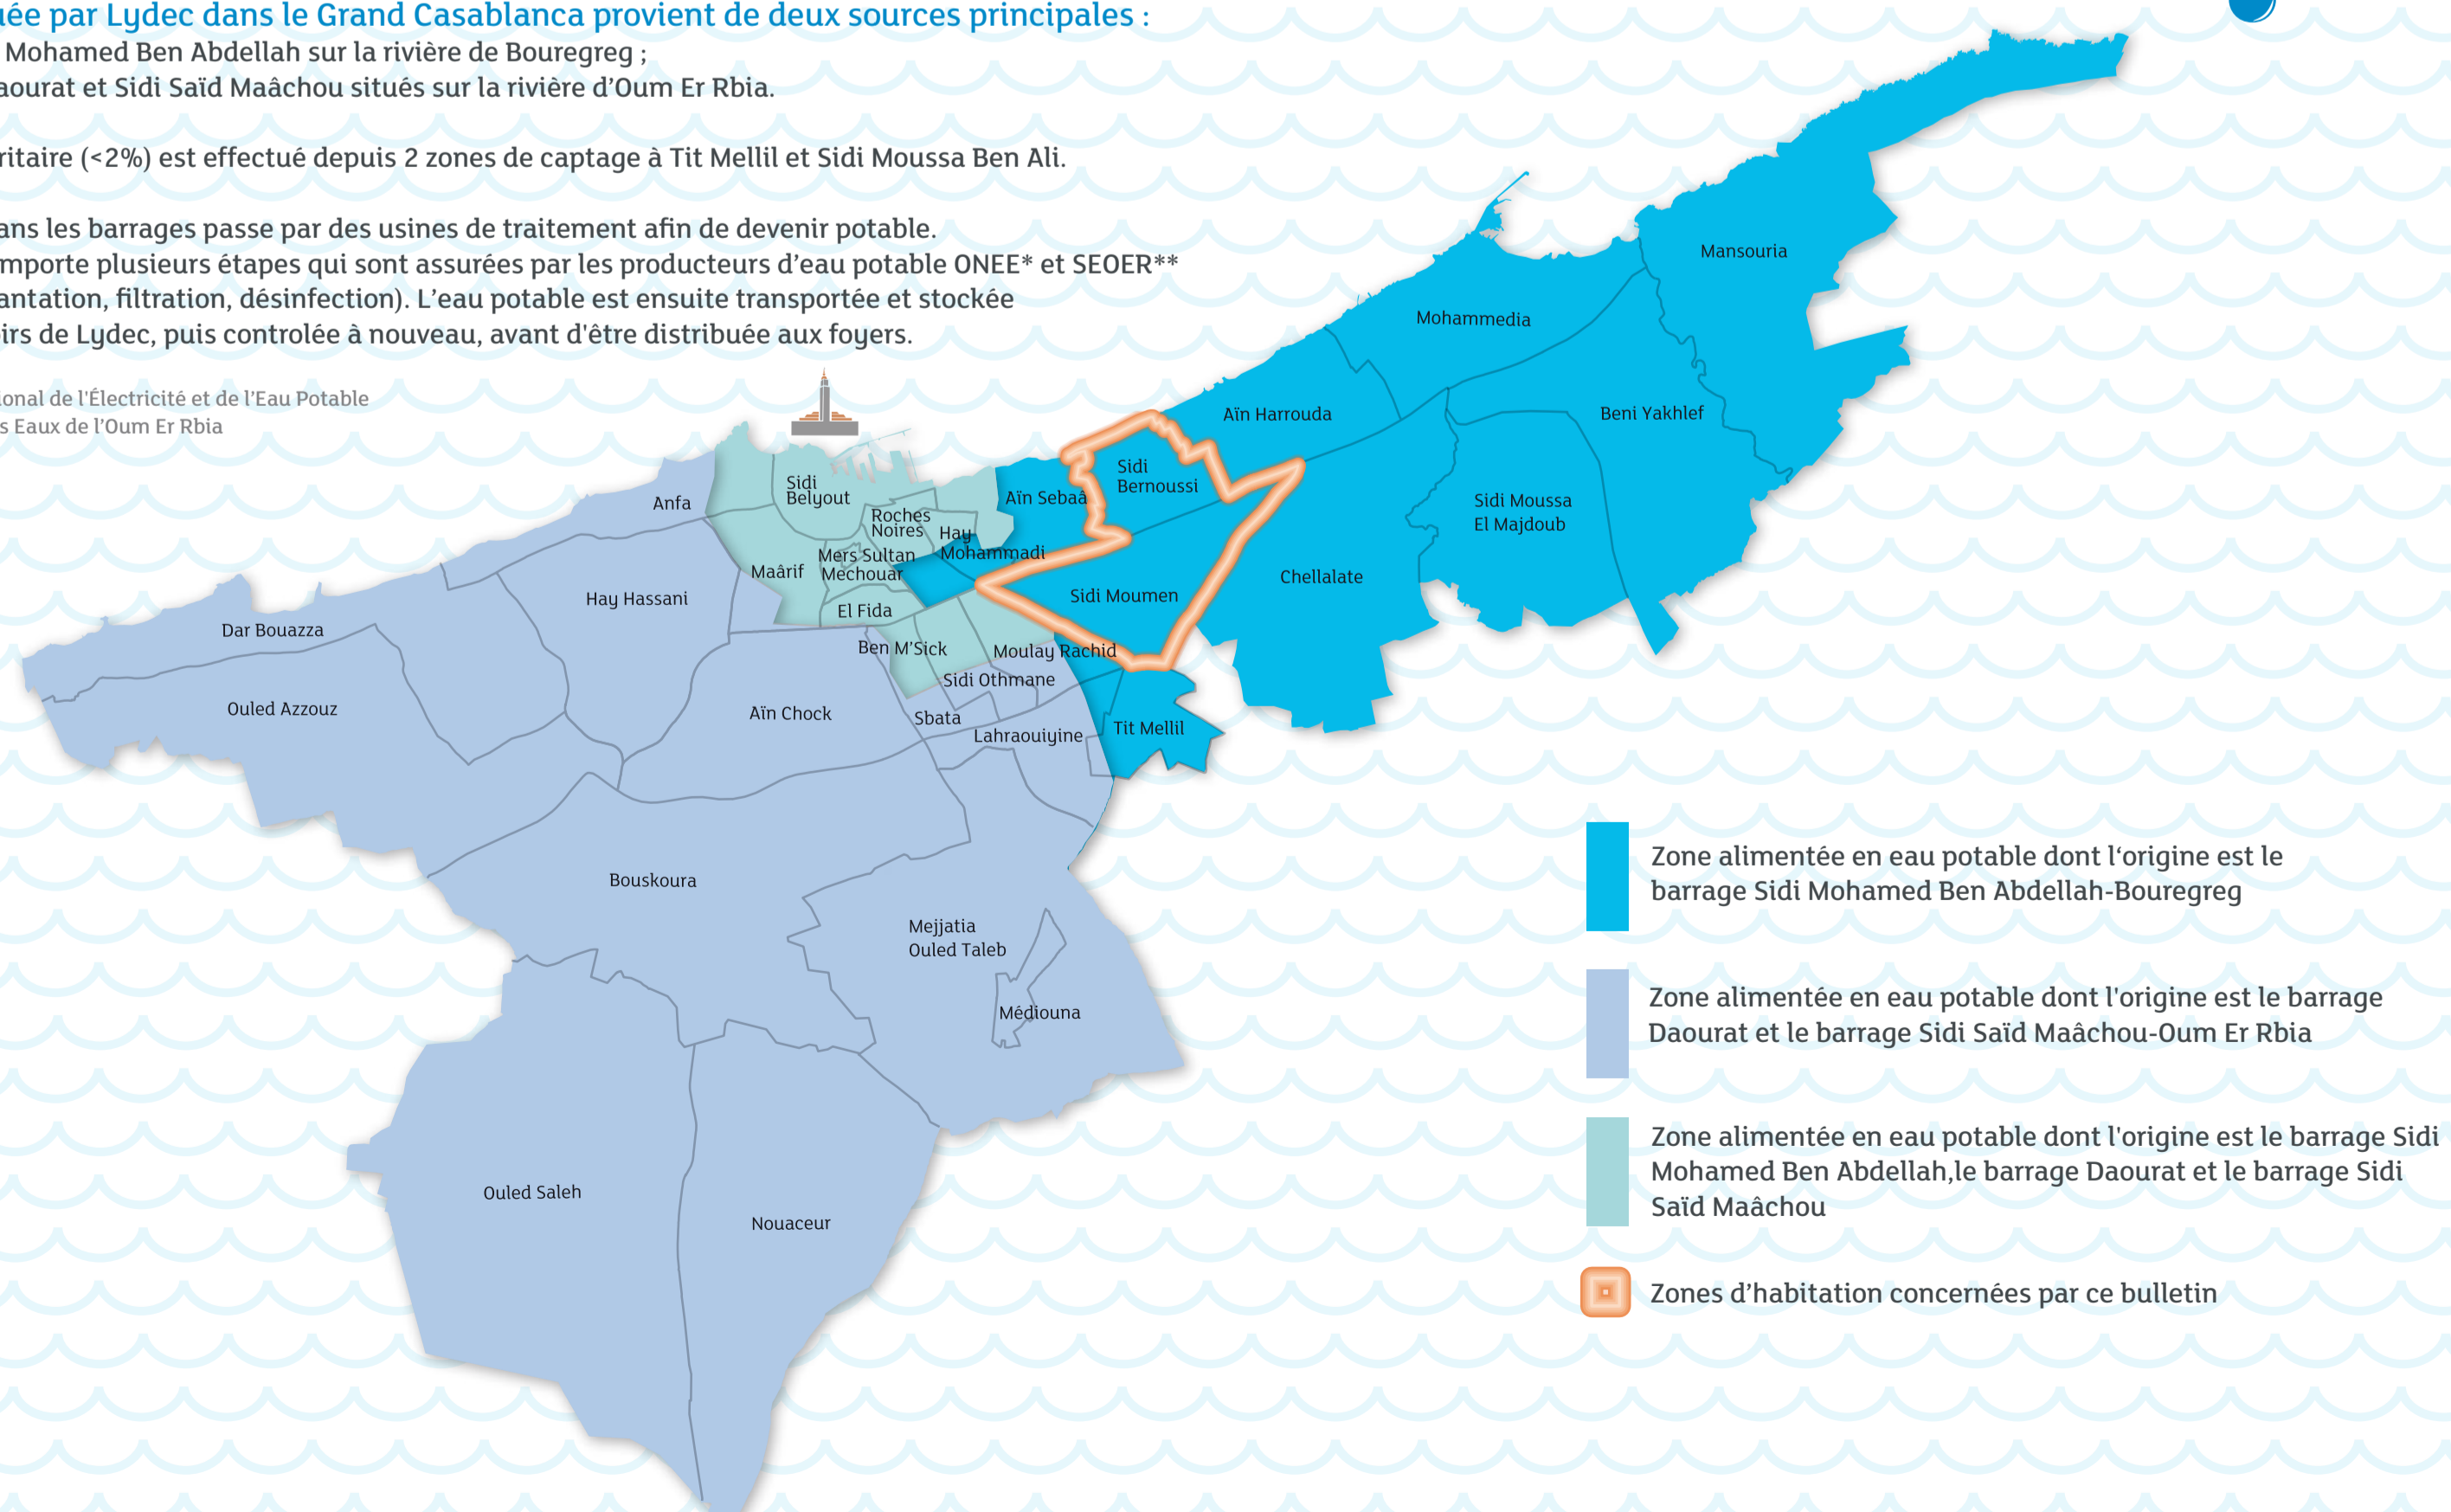 uée par Lydec dans le Grand Casablanca provient de deux sources principales :
Mohamed Ben Abdellah sur la rivière de Bouregreg ;
aourat et Sidi Saïd Maâchou situés sur la rivière d’Oum Er Rbia.
ritaire (<2%) est effectué depuis 2 zones de captage à Tit Mellil et Sidi Moussa Ben Ali.
ans les barrages passe par des usines de traitement afin de devenir potable.
mporte plusieurs étapes qui sont assurées par les producteurs d’eau potable ONEE* et SEOER**
antation, filtration, désinfection). L’eau potable est ensuite transportée et stockée
irs de Lydec, puis controlée à nouveau, avant d'être distribuée aux foyers.
ional de l'Électricité et de l’Eau Potable
s Eaux de l’Oum Er Rbia
Mansouria
Mohammedia
Aïn Harrouda
Beni Yakhlef
Sidi
Bernoussi
Sidi Moussa
El Majdoub
Aïn Sebaâ
Sidi
Belyout
Anfa
Roches
Noires
Hay
Mohammadi
Mers Sultan
Mechouar
Maârif
El Fida
Chellalate
Sidi Moumen
Hay Hassani
Dar Bouazza
Ben M’Sick
Moulay Rachid
Sidi Othmane
Ouled Azzouz
Aïn Chock
Sbata
Lahraouiyine
Tit Mellil
Bouskoura
Mejjatia
Ouled Taleb
Médiouna
Ouled Saleh
Nouaceur
Zone alimentée en eau potable dont l‘origine est le
barrage Sidi Mohamed Ben Abdellah-Bouregreg
Zone alimentée en eau potable dont l'origine est le barrage
Daourat et le barrage Sidi Saïd Maâchou-Oum Er Rbia
Zone alimentée en eau potable dont l'origine est le barrage Sidi
Mohamed Ben Abdellah,le barrage Daourat et le barrage Sidi
Saïd Maâchou
Zones d’habitation concernées par ce bulletin